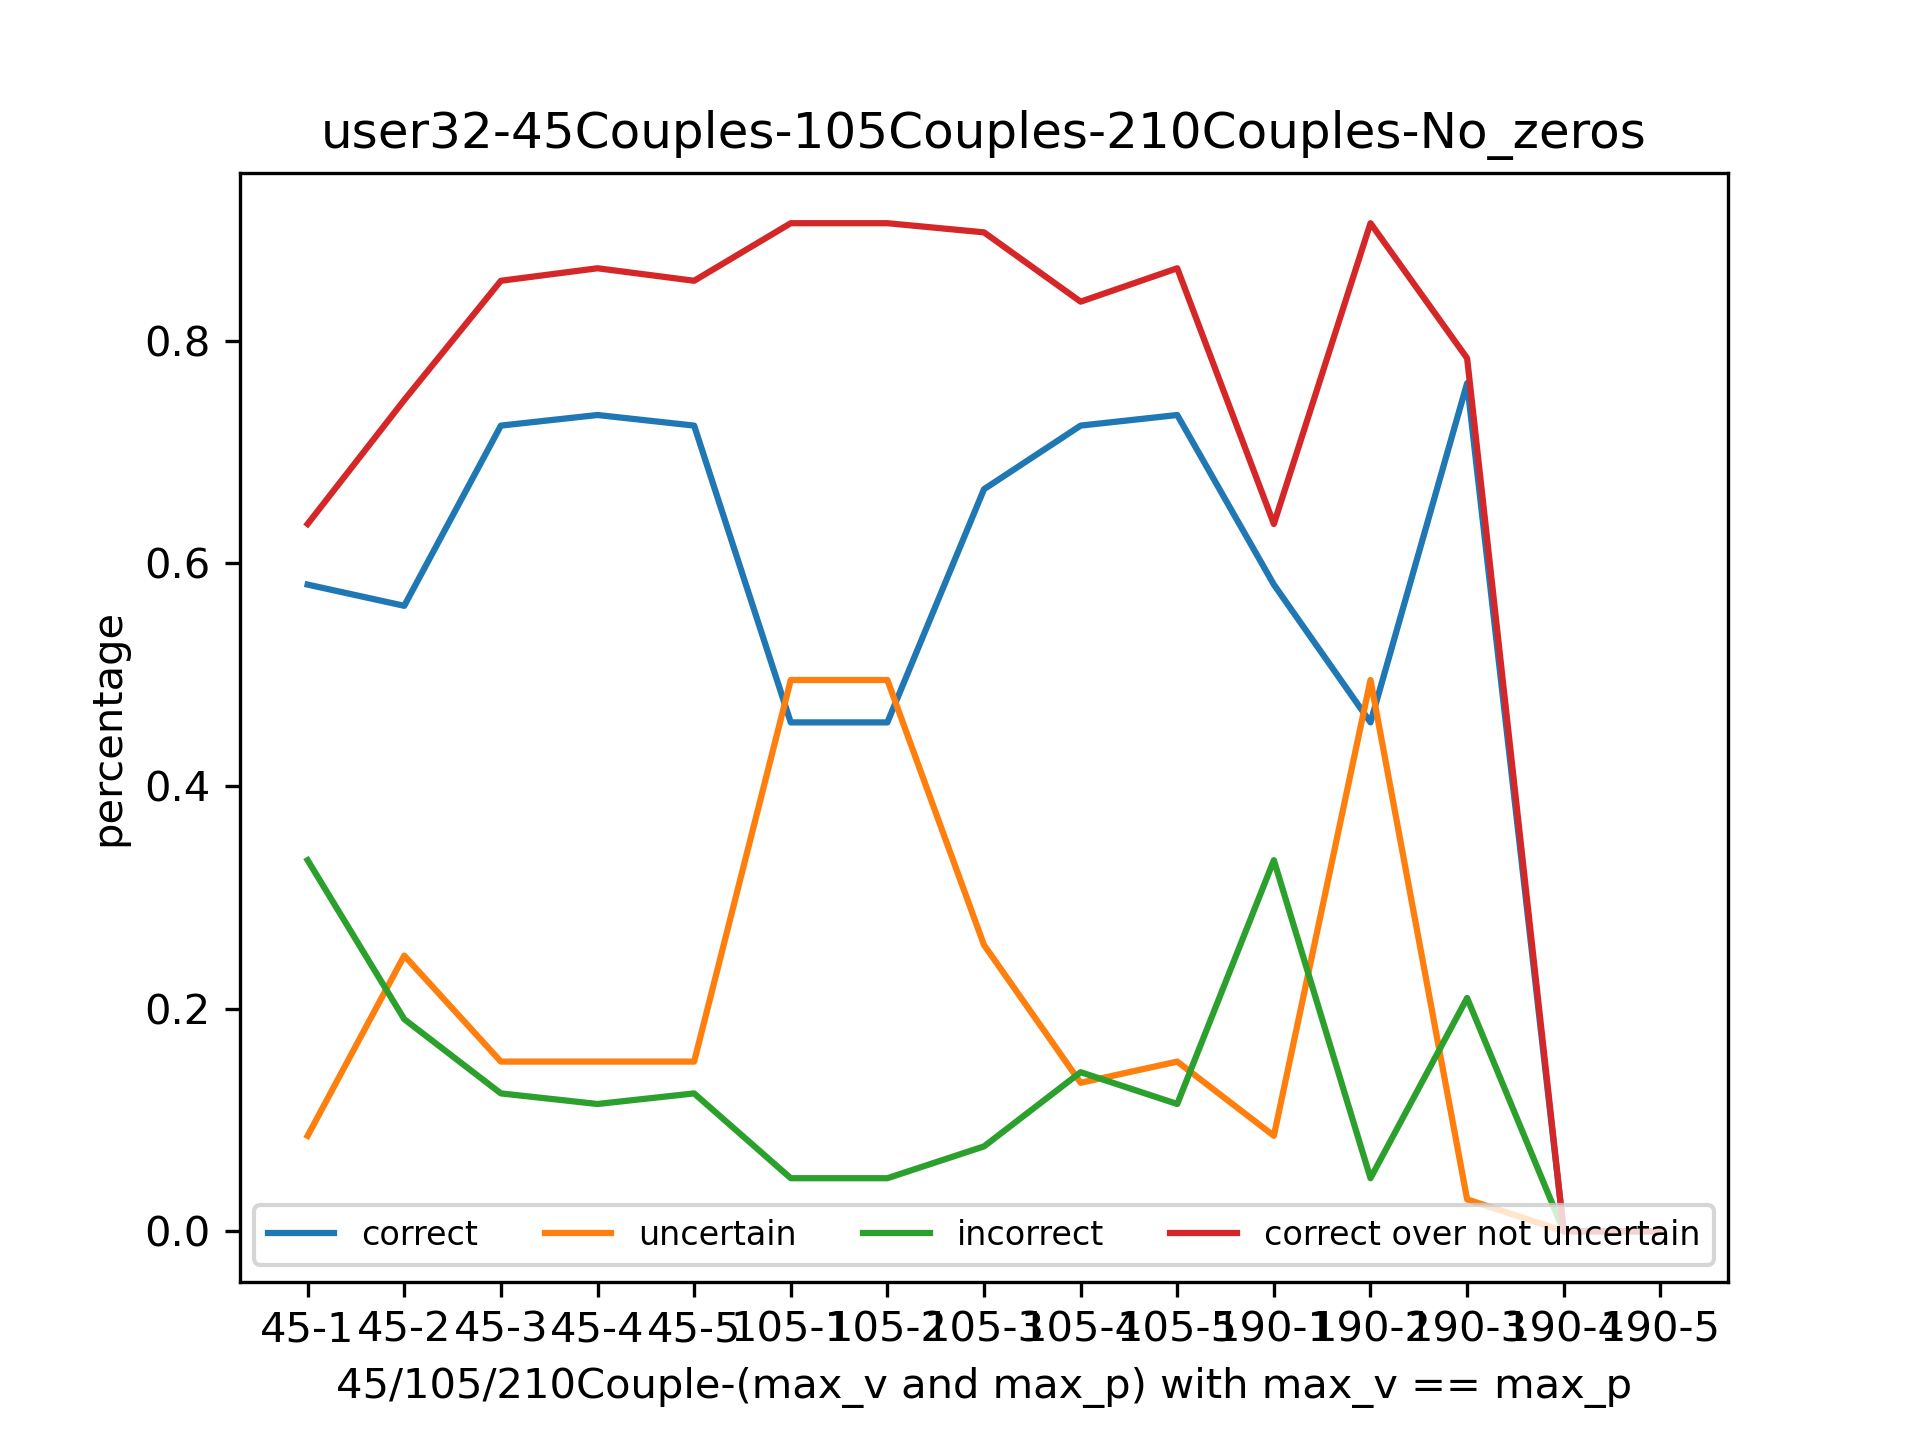 user32-45Couples-105Couples-210Couples-No_zeros
percentage
0.8
0.6
0.4
0.2
0.0
correct uncertain incorrect correct over not uncertain
45-1 45-2 45-3 45-4 45-5 105-1 105-2 105-3 105-4 105-5 190-1 190-2 190-3 190-4 190-5
45/105/210Couple-(max_v and max_p) with max_v == max_p